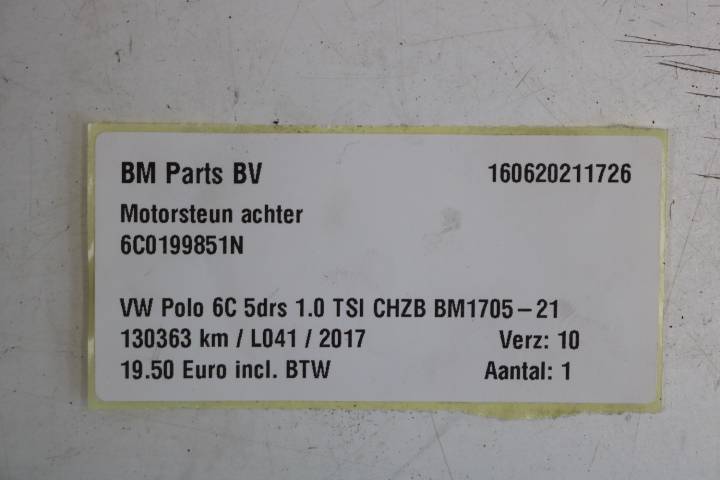 BM Parts BV 160620211726
Motorsteun achter
6C0199851N
VW Polo 6C 5drs 1.0 TSI CHZB BM1705-21
130363 km / L041 / 2017 Verz: 10
19.50 Euro incl. BTW Aantal: 1